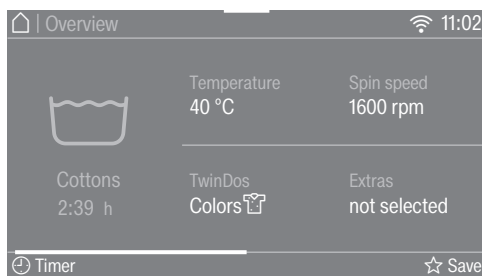 | Overview 11:02
Temperature Spin speed
40 °C 1600 rpm
Cottons TwinDos Extras
2:39 h Colors not selected
Timer Save